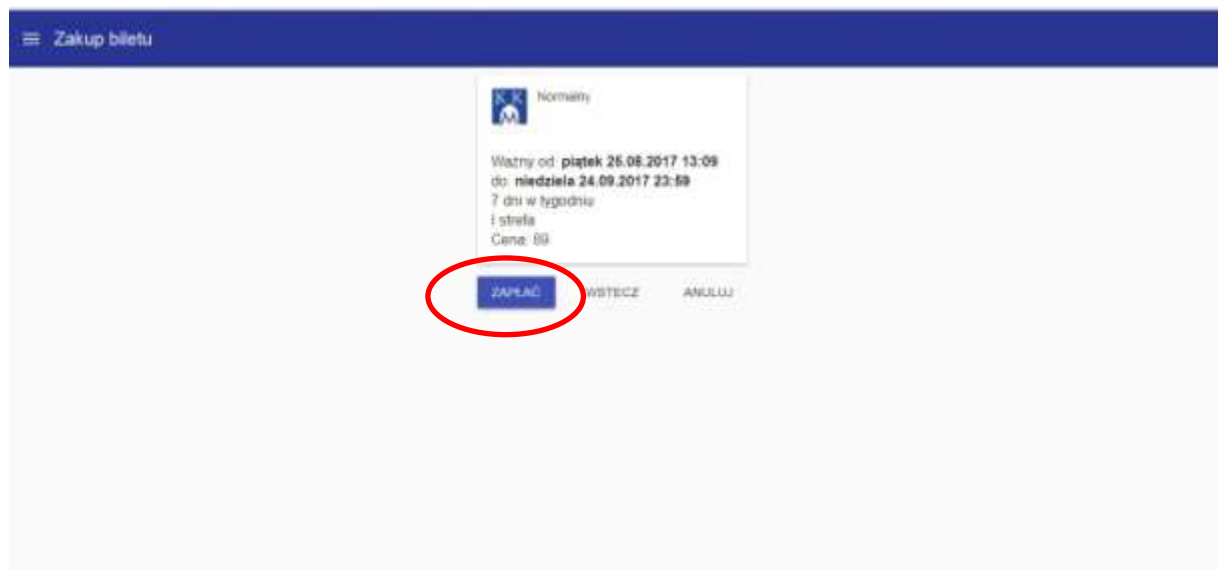 Zakup biletu
K K
M
Normalny
Ważny od: piątek 25.08.2017 13:09
do: niedziela 24.09.2017 23:59
7 dni w tygodniu
I strefa
Cena: 89
ZAPŁAĆ WSTECZ ANULUJ